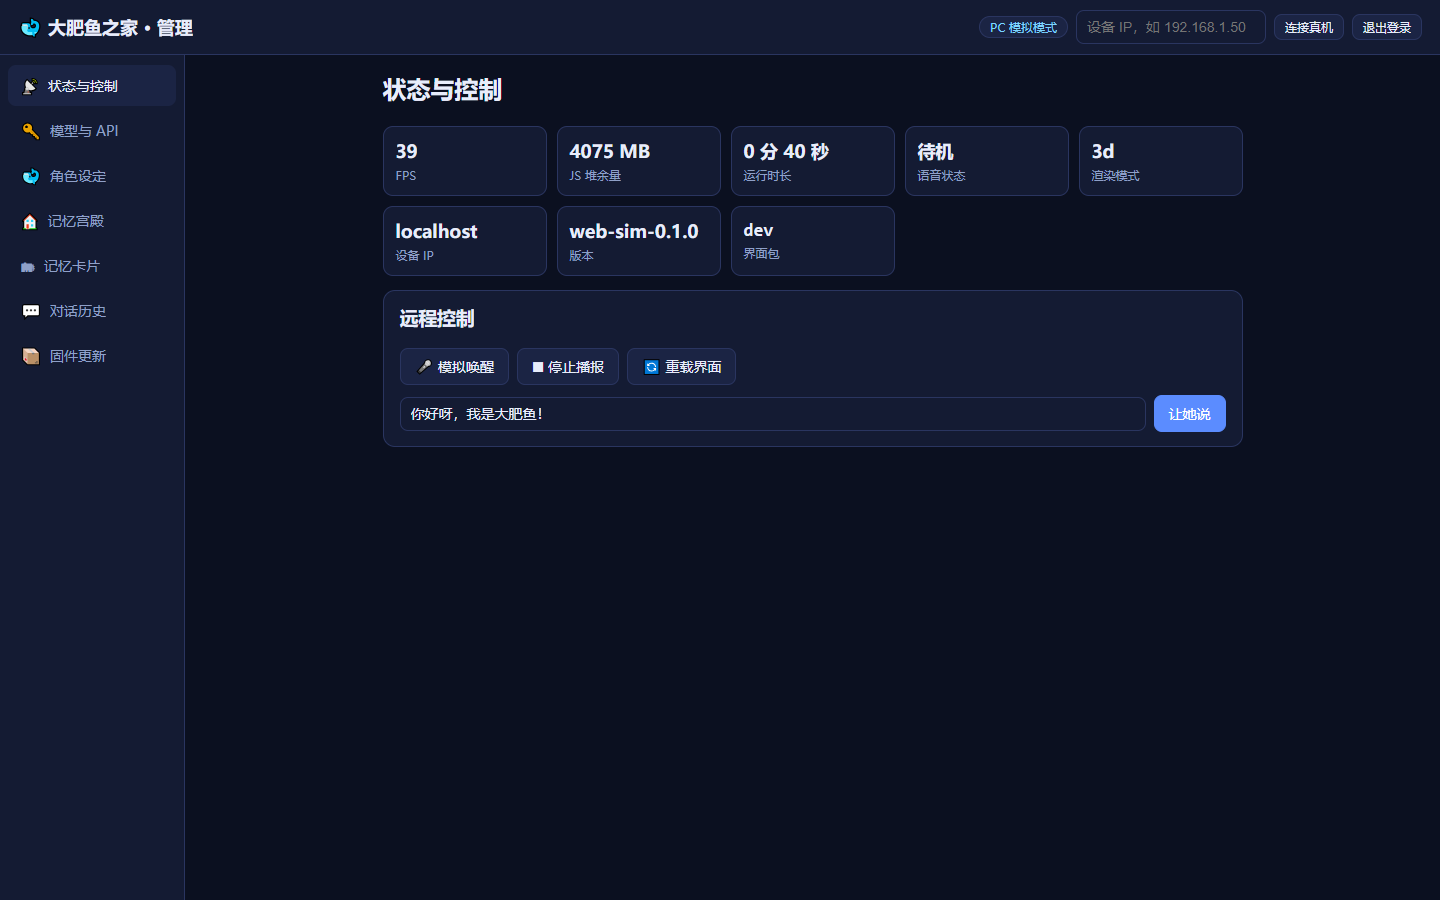 大肥鱼之家 • 管理
PC 模拟模式
设备 IP，如 192.168.1.50
连接真机
退出登录
状态与控制
模型与 API
角色设定
记忆宫殿
记忆卡片
对话历史
固件更新
状态与控制
39
FPS
4075 MB
JS 堆余量
0 分 40 秒
运行时长
待机
语音状态
3d
渲染模式
localhost
设备 IP
web-sim-0.1.0
版本
dev
界面包
远程控制
模拟唤醒
停止播报
重载界面
你好呀，我是大肥鱼！
让她说